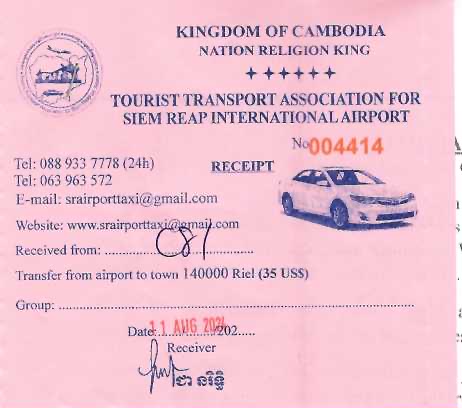 KINGDOM OF CAMBODIA
NATION RELIGION KING
TOURIST TRANSPORT ASSOCIATION FOR
SIEM REAP INTERNATIONAL AIRPORT
No 004414
Tel: 088 933 7778 (24h)
RECEIPT
Tel: 063 963 572
E-mail: srairporttaxi@gmail.com
Website: www.srairporttaxi@gmail.com
Received from: 081
Transfer from airport to town 140000 Riel (35 US$)
Group:
Date: 11 AUG 2024 /202
Receiver
ជា នរិទ្ធិ